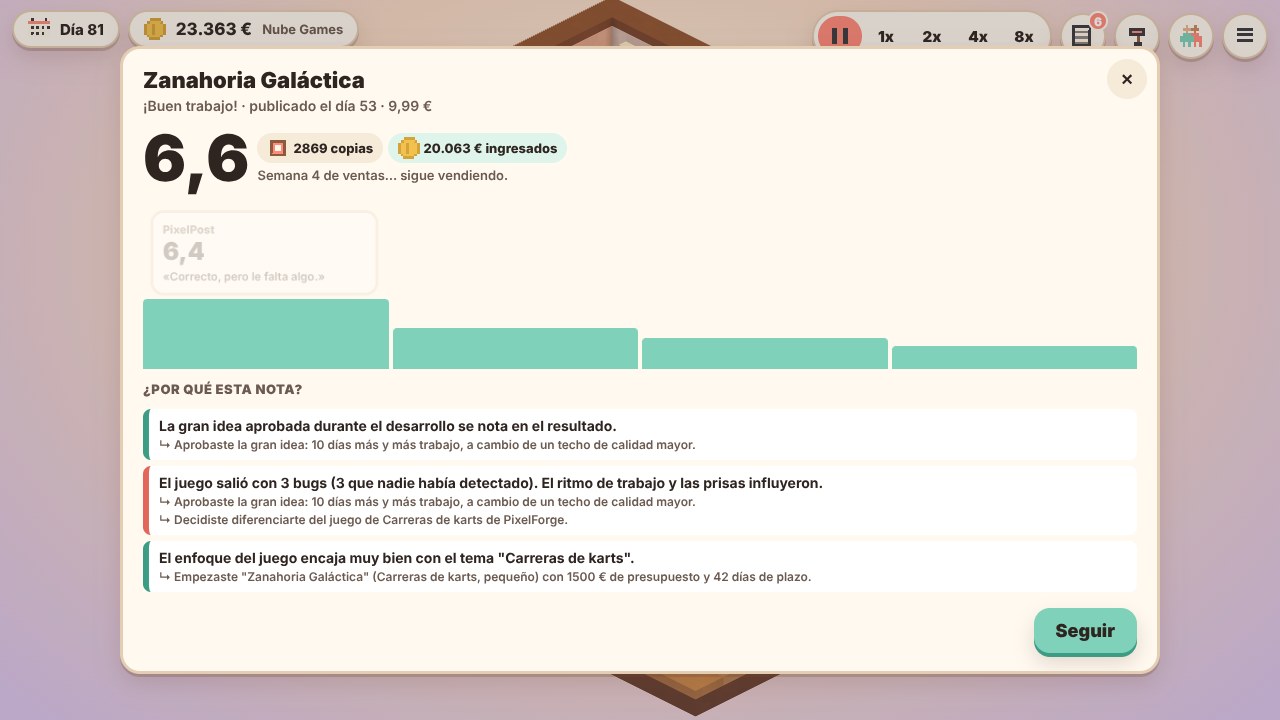 Día 81
23.363 € Nube Games
1x 2x 4x 8x
6
Zanahoria Galáctica
×
¡Buen trabajo! · publicado el día 53 · 9,99 €
6,6
2869 copias
20.063 € ingresados
Semana 4 de ventas... sigue vendiendo.
PixelPost
6,4
«Correcto, pero le falta algo.»
¿POR QUÉ ESTA NOTA?
La gran idea aprobada durante el desarrollo se nota en el resultado.
↳ Aprobaste la gran idea: 10 días más y más trabajo, a cambio de un techo de calidad mayor.
El juego salió con 3 bugs (3 que nadie había detectado). El ritmo de trabajo y las prisas influyeron.
↳ Aprobaste la gran idea: 10 días más y más trabajo, a cambio de un techo de calidad mayor.
↳ Decidiste diferenciarte del juego de Carreras de karts de PixelForge.
El enfoque del juego encaja muy bien con el tema "Carreras de karts".
↳ Empezaste "Zanahoria Galáctica" (Carreras de karts, pequeño) con 1500 € de presupuesto y 42 días de plazo.
Seguir